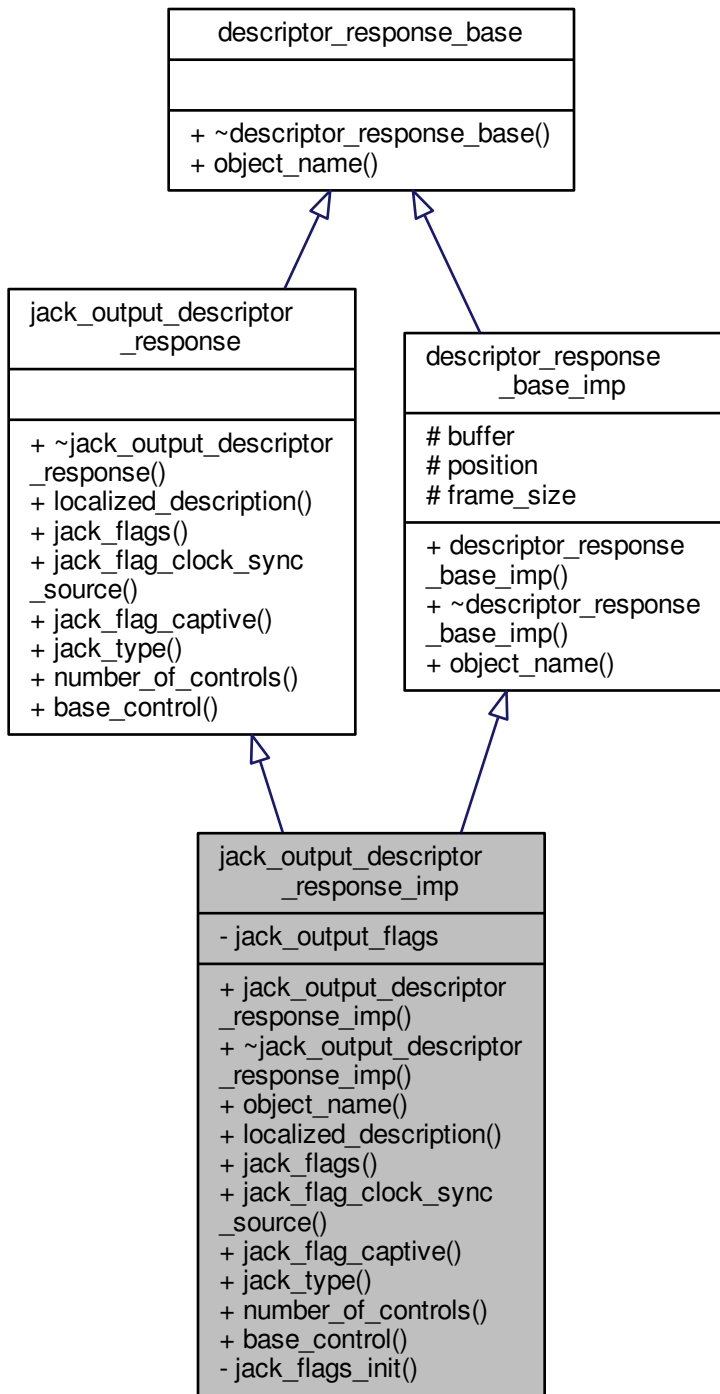 descriptor_response_base
+ ~descriptor_response_base()
+ object_name()
jack_output_descriptor
_response
+ ~jack_output_descriptor
_response()
+ localized_description()
+ jack_flags()
+ jack_flag_clock_sync
_source()
+ jack_flag_captive()
+ jack_type()
+ number_of_controls()
+ base_control()
descriptor_response
_base_imp
# buffer
# position
# frame_size
+ descriptor_response
_base_imp()
+ ~descriptor_response
_base_imp()
+ object_name()
jack_output_descriptor
_response_imp
- jack_output_flags
+ jack_output_descriptor
_response_imp()
+ ~jack_output_descriptor
_response_imp()
+ object_name()
+ localized_description()
+ jack_flags()
+ jack_flag_clock_sync
_source()
+ jack_flag_captive()
+ jack_type()
+ number_of_controls()
+ base_control()
- jack_flags_init()